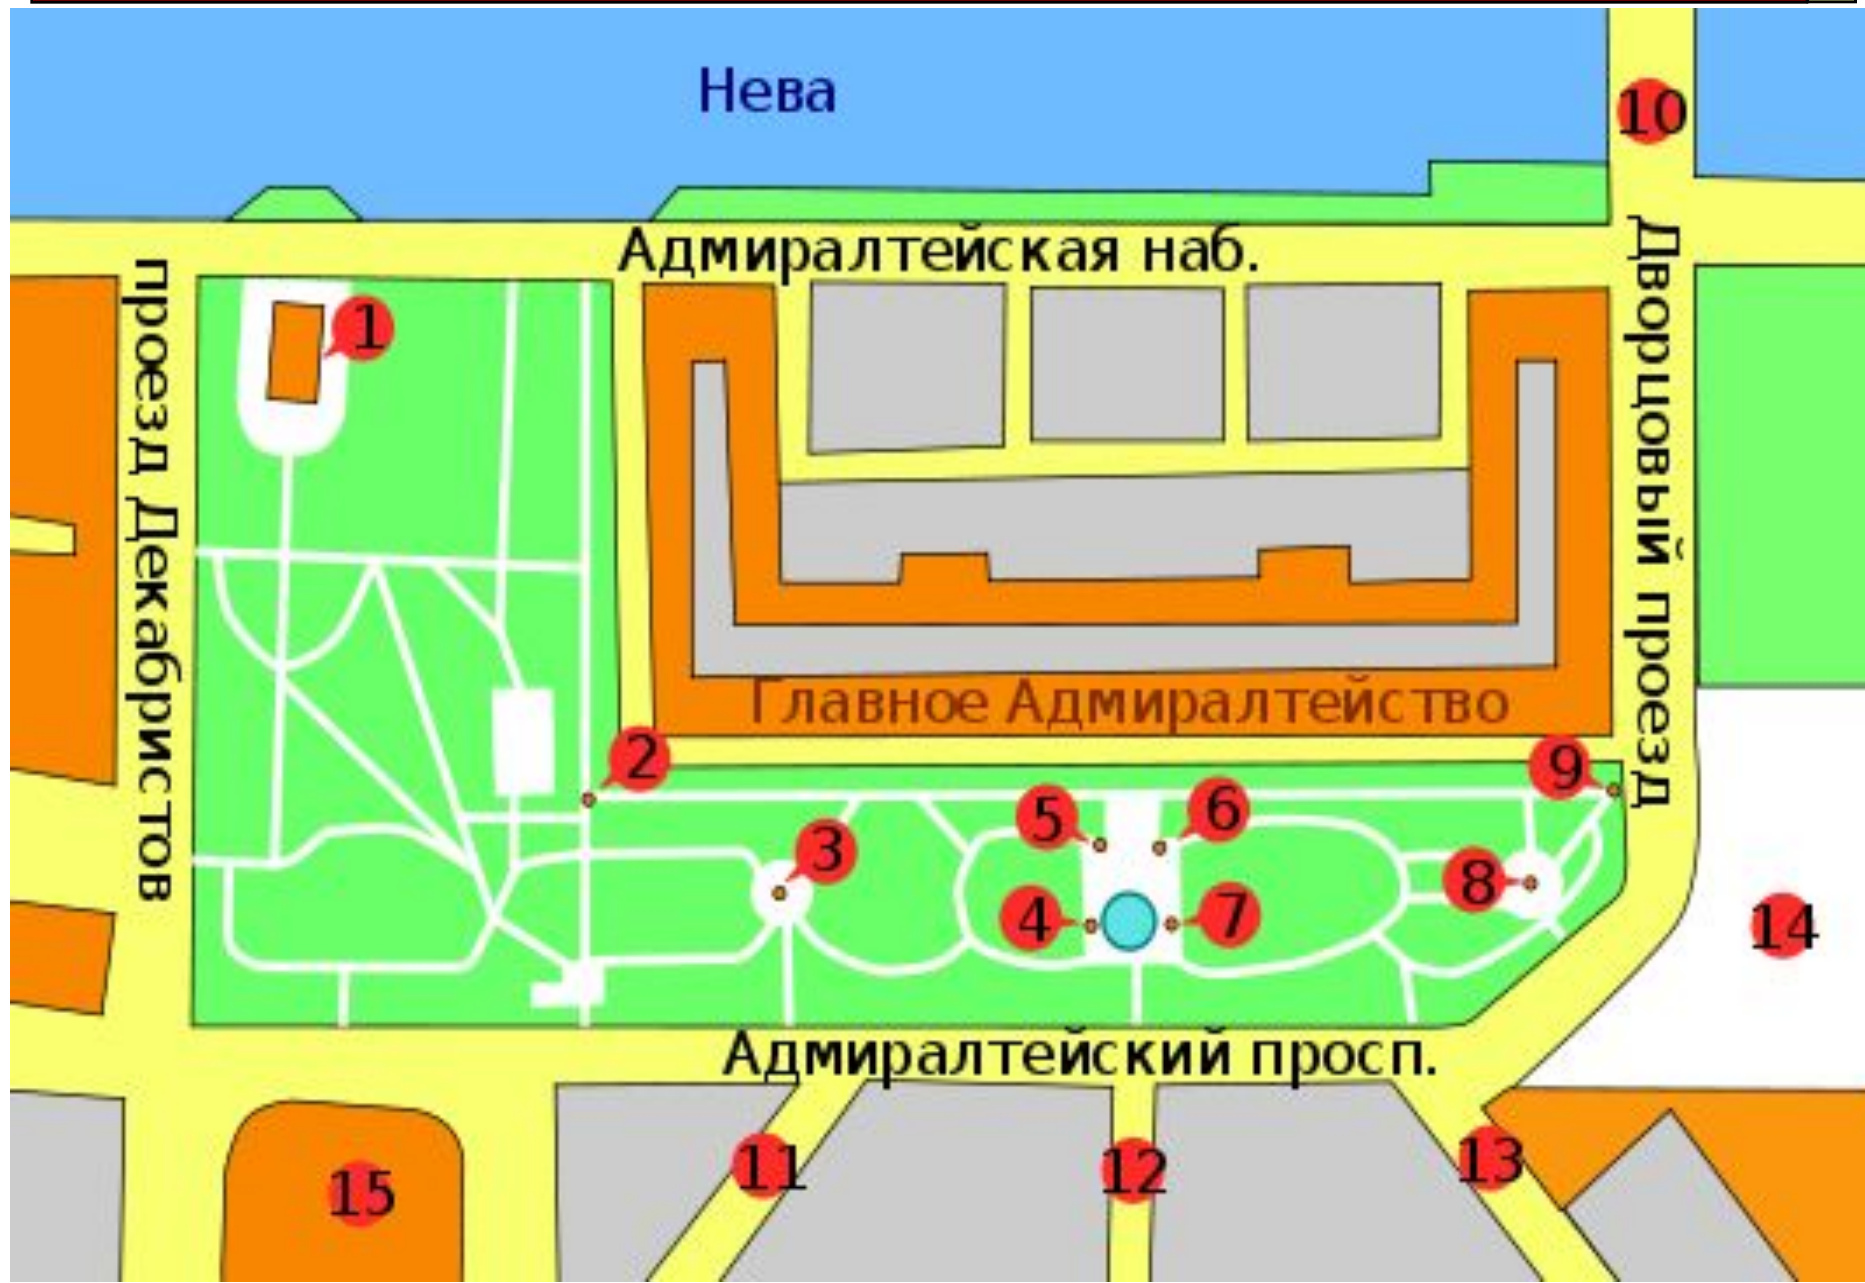 Нева
10
Адмиралтейская наб.
1
проезд Декабристов
Дворцовый проезд
Главное Адмиралтейство
2
9
5
6
3
8
4
7
14
Адмиралтейский просп.
11
12
13
15